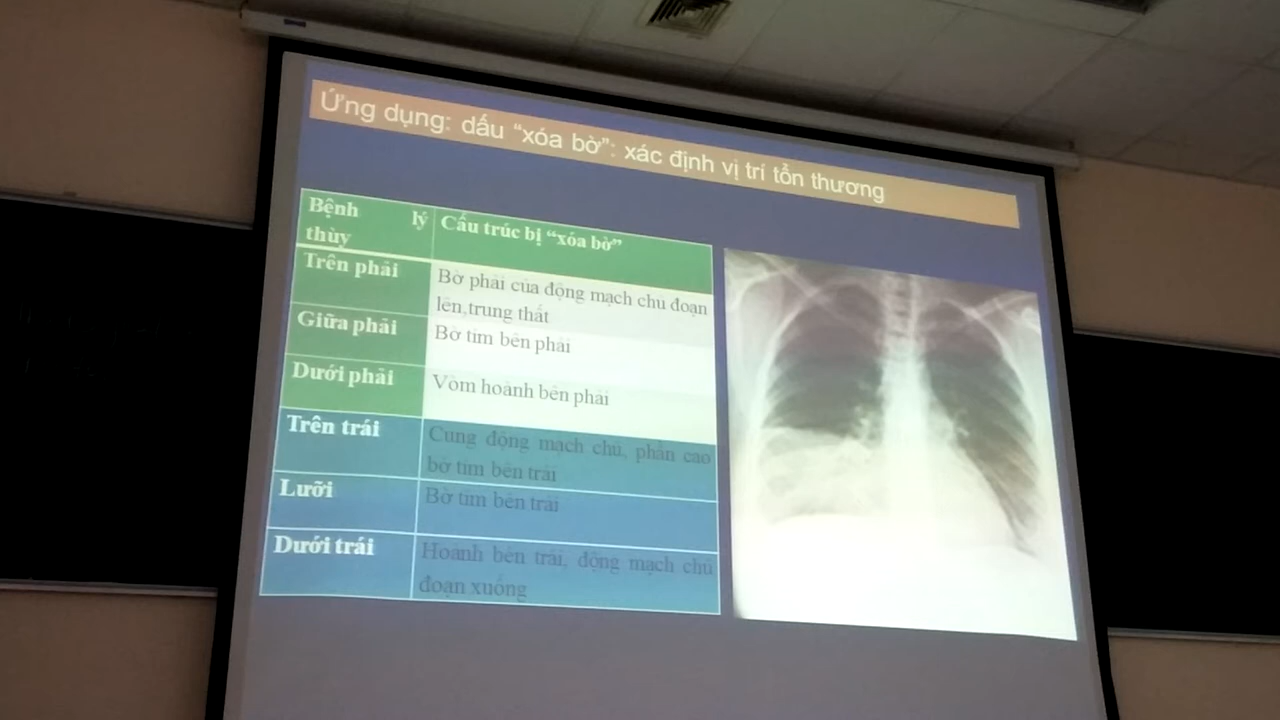 Ứng dụng: dấu “xóa bờ”: xác định vị trí tổn thương
Bệnh lý
thùy
Cấu trúc bị “xóa bờ”
Trên phải
Bờ phải của động mạch chủ đoạn
lên,trung thất
Giữa phải
Bờ tim bên phải
Dưới phải
Vòm hoành bên phải
Trên trái
Cung động mạch chủ, phần cao
bờ tim bên trái
Lưỡi
Bờ tim bên trái
Dưới trái
Hoành bên trái, động mạch chủ
đoạn xuống